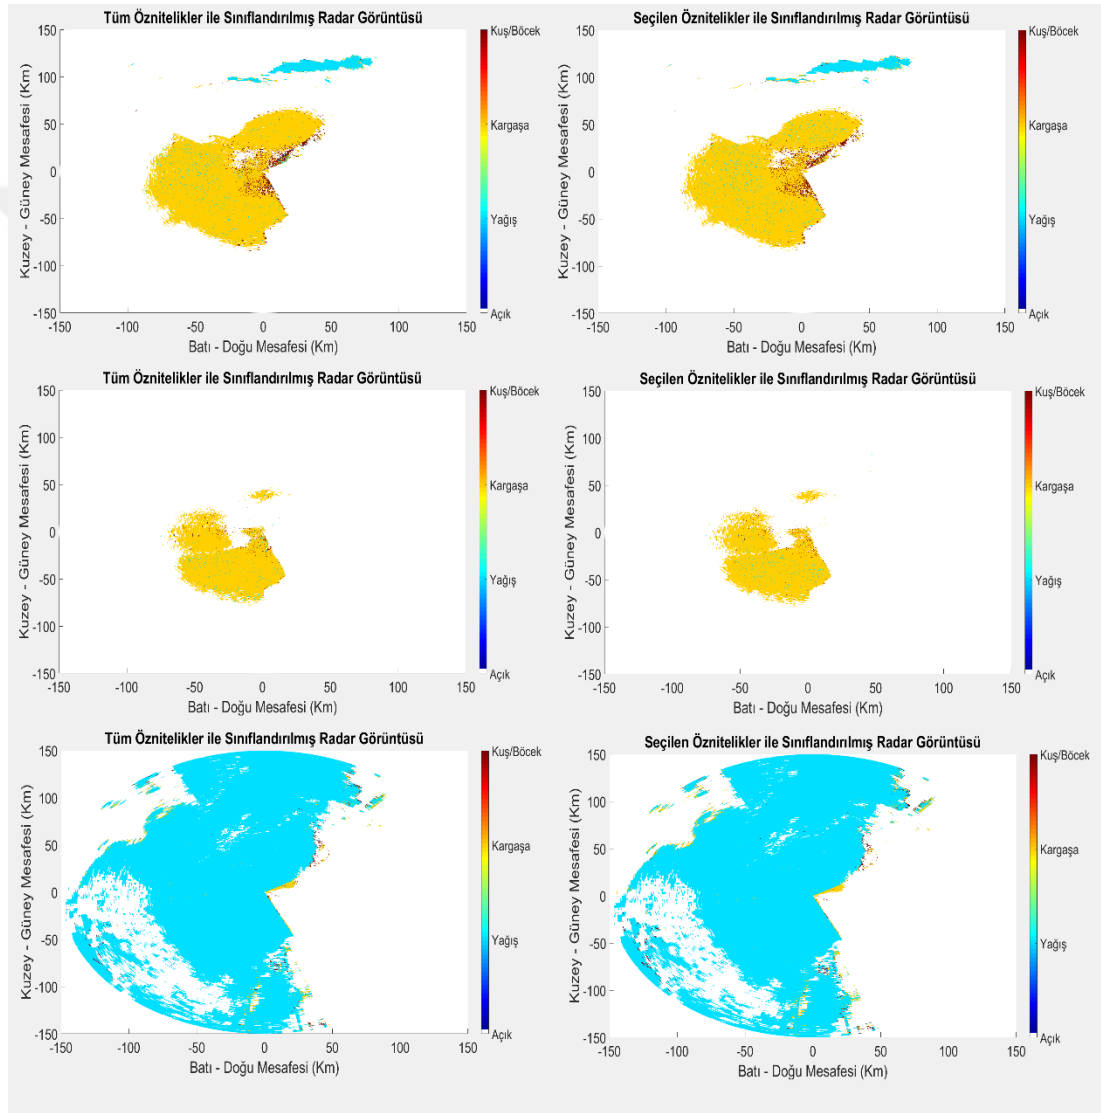 Tüm Öznitelikler ile Sınıflandırılmış Radar Görüntüsü
Kuzey - Güney Mesafesi (Km)
150
100
50
0
-50
-100
-150
-150 -100 -50 0 50 100 150
Batı - Doğu Mesafesi (Km)
Kuş/Böcek
Kargaşa
Yağış
Açık
Seçilen Öznitelikler ile Sınıflandırılmış Radar Görüntüsü
Kuzey - Güney Mesafesi (Km)
150
100
50
0
-50
-100
-150
-150 -100 -50 0 50 100 150
Batı - Doğu Mesafesi (Km)
Kuş/Böcek
Kargaşa
Yağış
Açık
Tüm Öznitelikler ile Sınıflandırılmış Radar Görüntüsü
Kuzey - Güney Mesafesi (Km)
150
100
50
0
-50
-100
-150
-150 -100 -50 0 50 100 150
Batı - Doğu Mesafesi (Km)
Kuş/Böcek
Kargaşa
Yağış
Açık
Seçilen Öznitelikler ile Sınıflandırılmış Radar Görüntüsü
Kuzey - Güney Mesafesi (Km)
150
100
50
0
-50
-100
-150
-150 -100 -50 0 50 100 150
Batı - Doğu Mesafesi (Km)
Kuş/Böcek
Kargaşa
Yağış
Açık
Tüm Öznitelikler ile Sınıflandırılmış Radar Görüntüsü
Kuzey - Güney Mesafesi (Km)
150
100
50
0
-50
-100
-150
-150 -100 -50 0 50 100 150
Batı - Doğu Mesafesi (Km)
Kuş/Böcek
Kargaşa
Yağış
Açık
Seçilen Öznitelikler ile Sınıflandırılmış Radar Görüntüsü
Kuzey - Güney Mesafesi (Km)
150
100
50
0
-50
-100
-150
-150 -100 -50 0 50 100 150
Batı - Doğu Mesafesi (Km)
Kuş/Böcek
Kargaşa
Yağış
Açık